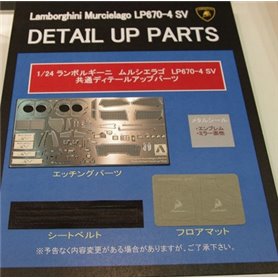 Lamborghini Murcielago LP670-4 SV
DETAIL UP PARTS
1/24 ランボルギーニ ムルシエラゴ LP670-4 SV
共通ディテールアップパーツ
メタルシール
・エンブレム
・ミラー面他
エッチングパーツ
シートベルト
フロアマット
※予告なく内容変更がある場合がありますが、ご了承下さい。